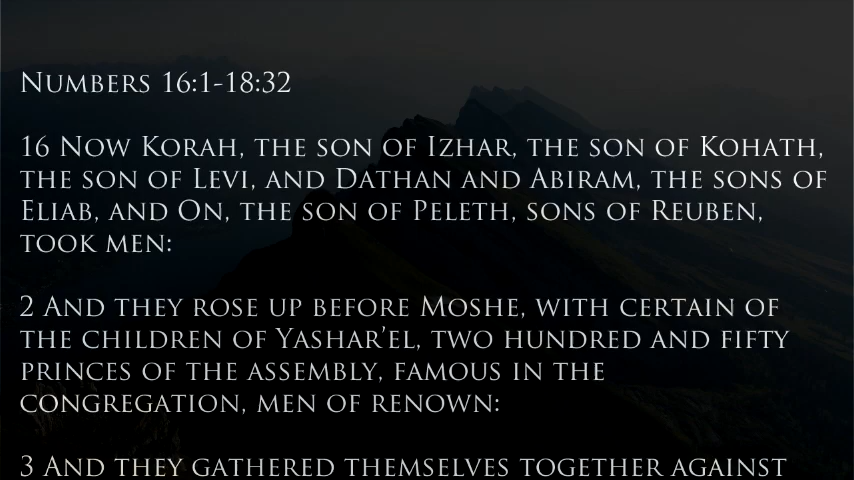 Numbers 16:1-18:32
16 Now Korah, the son of Izhar, the son of Kohath,
the son of Levi, and Dathan and Abiram, the sons of
Eliab, and On, the son of Peleth, sons of Reuben,
took men:
2 And they rose up before Moshe, with certain of
the children of Yashar’el, two hundred and fifty
princes of the assembly, famous in the
congregation, men of renown:
3 And they gathered themselves together against